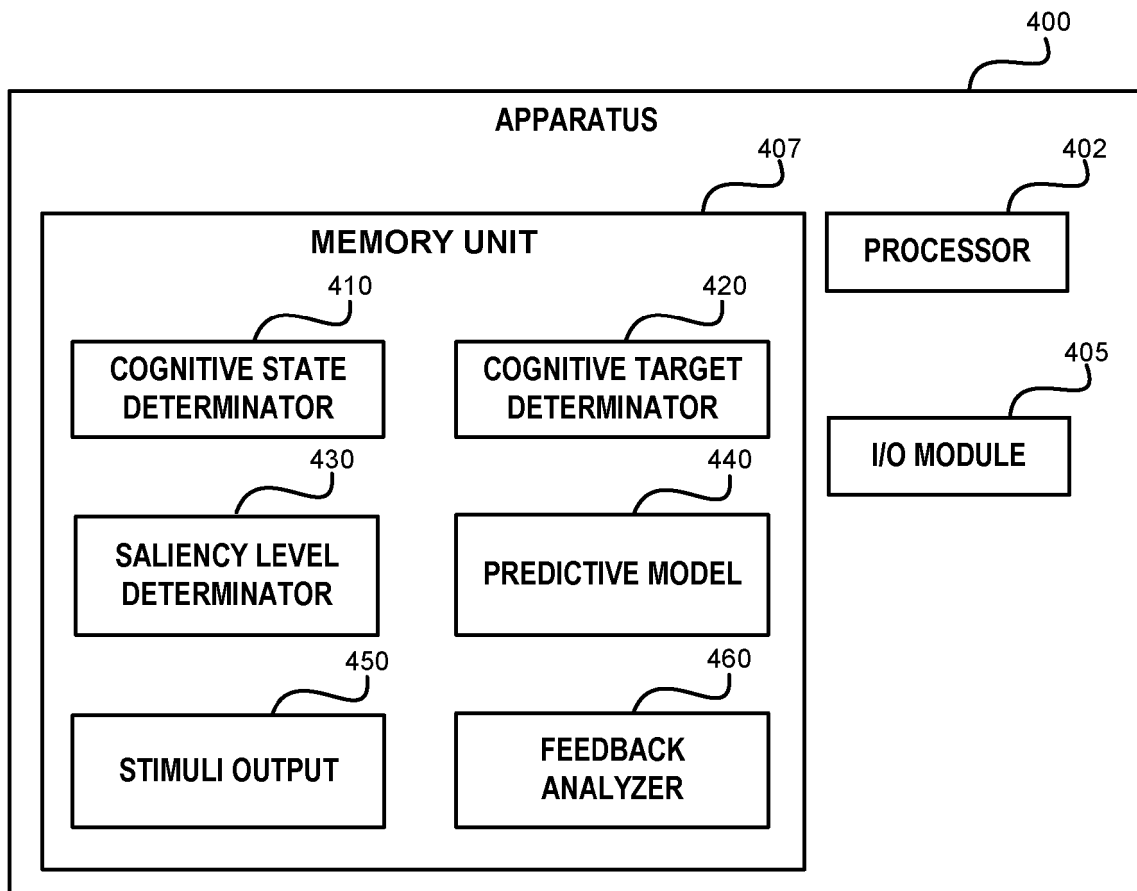 400
APPARATUS
407
402
MEMORY UNIT
PROCESSOR
410
420
COGNITIVE STATE
DETERMINATOR
COGNITIVE TARGET
DETERMINATOR
405
I/O MODULE
430
440
SALIENCY LEVEL
DETERMINATOR
PREDICTIVE MODEL
450
460
STIMULI OUTPUT
FEEDBACK
ANALYZER